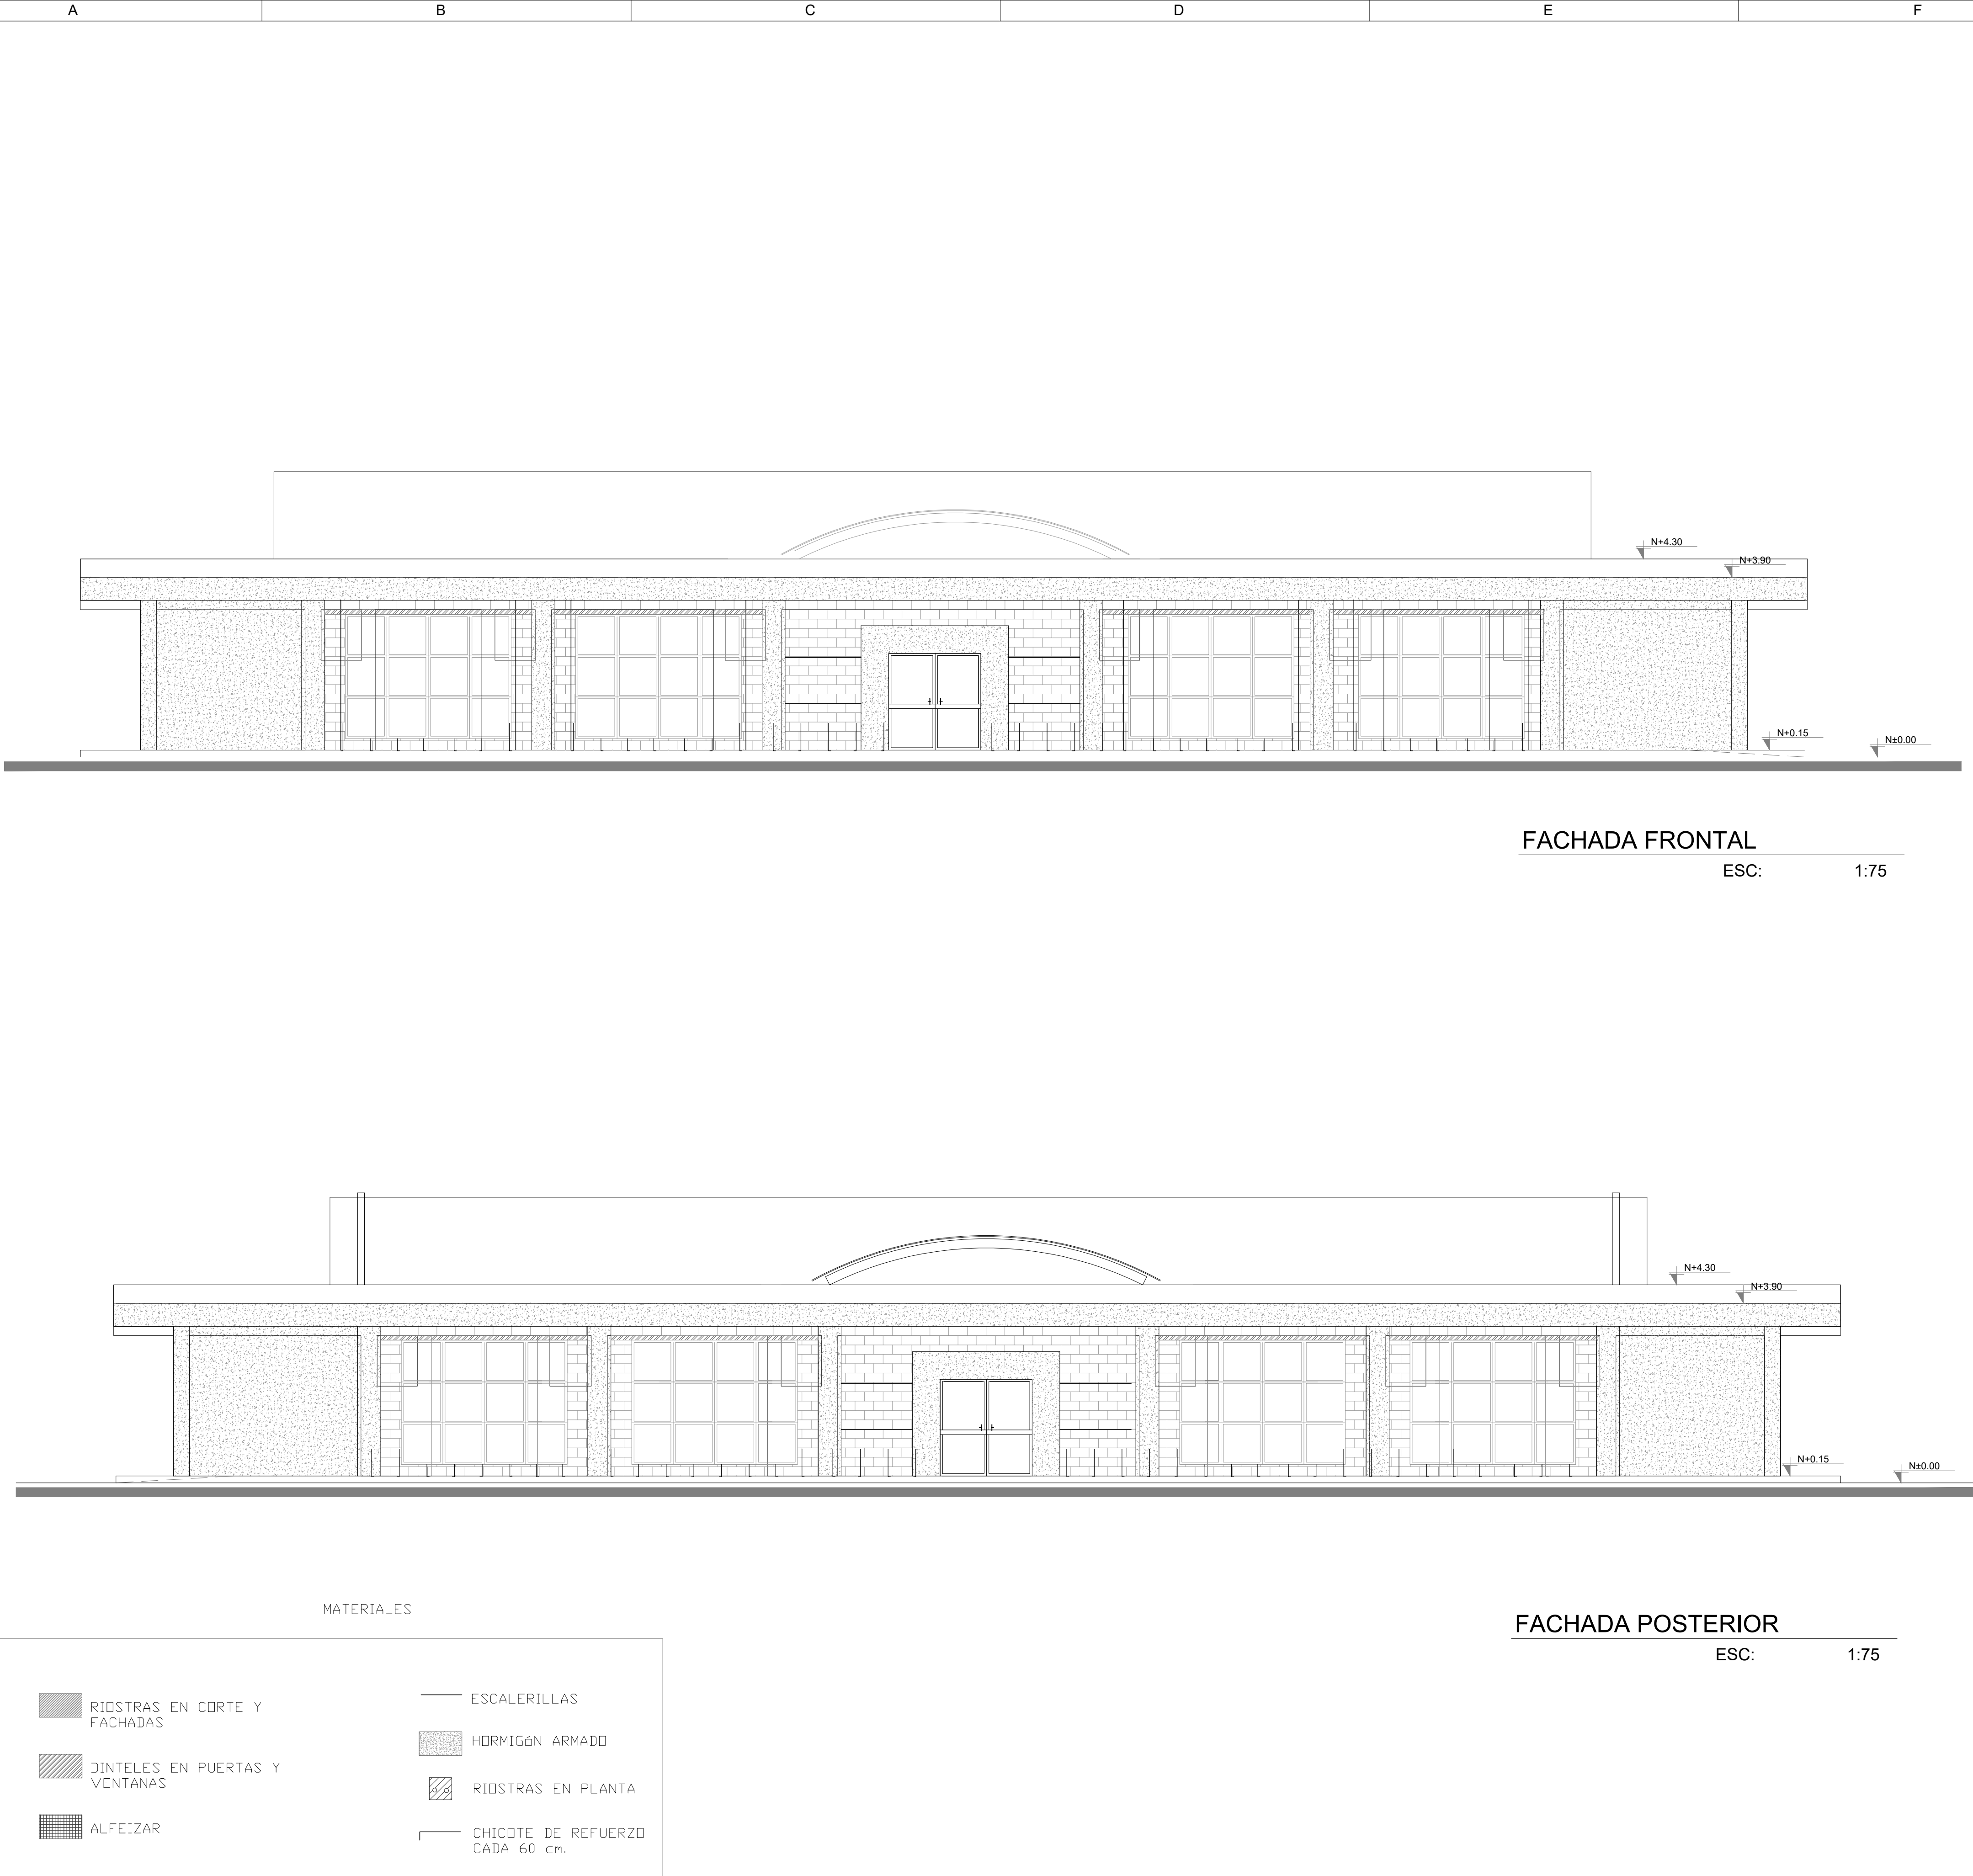 A B C D E F
N+4.30
N+3.90
N+0.15
N±0.00
FACHADA FRONTAL
ESC: 1:75
N+4.30
N+3.90
N+0.15
N±0.00
MATERIALES
FACHADA POSTERIOR
ESC: 1:75
RIOSTRAS EN CORTE Y
FACHADAS
DINTELES EN PUERTAS Y
VENTANAS
ALFEIZAR
ESCALERILLAS
HORMIGóN ARMADO
RIOSTRAS EN PLANTA
CHICOTE DE REFUERZO
CADA 60 cm.